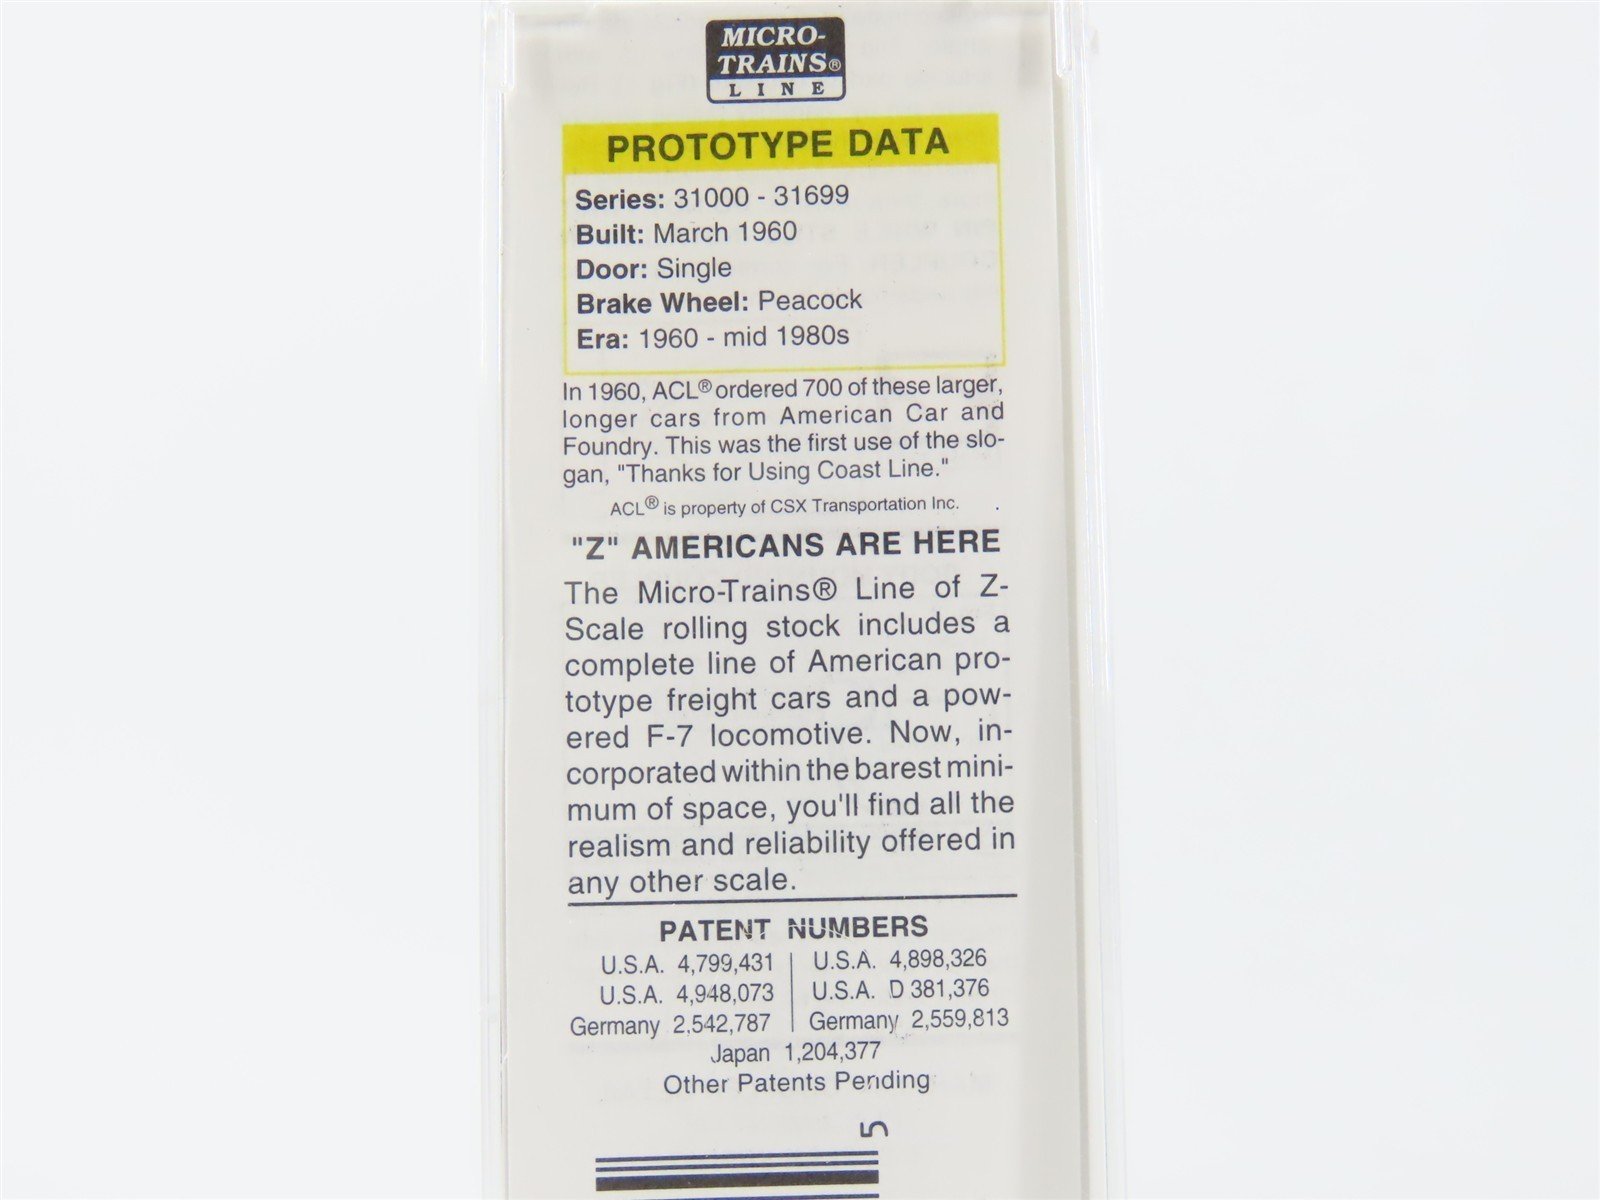 MICRO-
TRAINS®
LINE
PROTOTYPE DATA
Series: 31000 - 31699
Built: March 1960
Door: Single
Brake Wheel: Peacock
Era: 1960 - mid 1980s
In 1960, ACL® ordered 700 of these larger,
longer cars from American Car and
Foundry. This was the first use of the slo-
gan, "Thanks for Using Coast Line."
ACL® is property of CSX Transportation Inc.
"Z" AMERICANS ARE HERE
The Micro-Trains® Line of Z-
Scale rolling stock includes a
complete line of American pro-
totype freight cars and a pow-
ered F-7 locomotive. Now, in-
corporated within the barest mini-
mum of space, you'll find all the
realism and reliability offered in
any other scale.
PATENT NUMBERS
U.S.A. 4,799,431 | U.S.A. 4,898,326
U.S.A. 4,948,073 | U.S.A. D 381,376
Germany 2,542,787 | Germany 2,559,813
Japan 1,204,377
Other Patents Pending
5